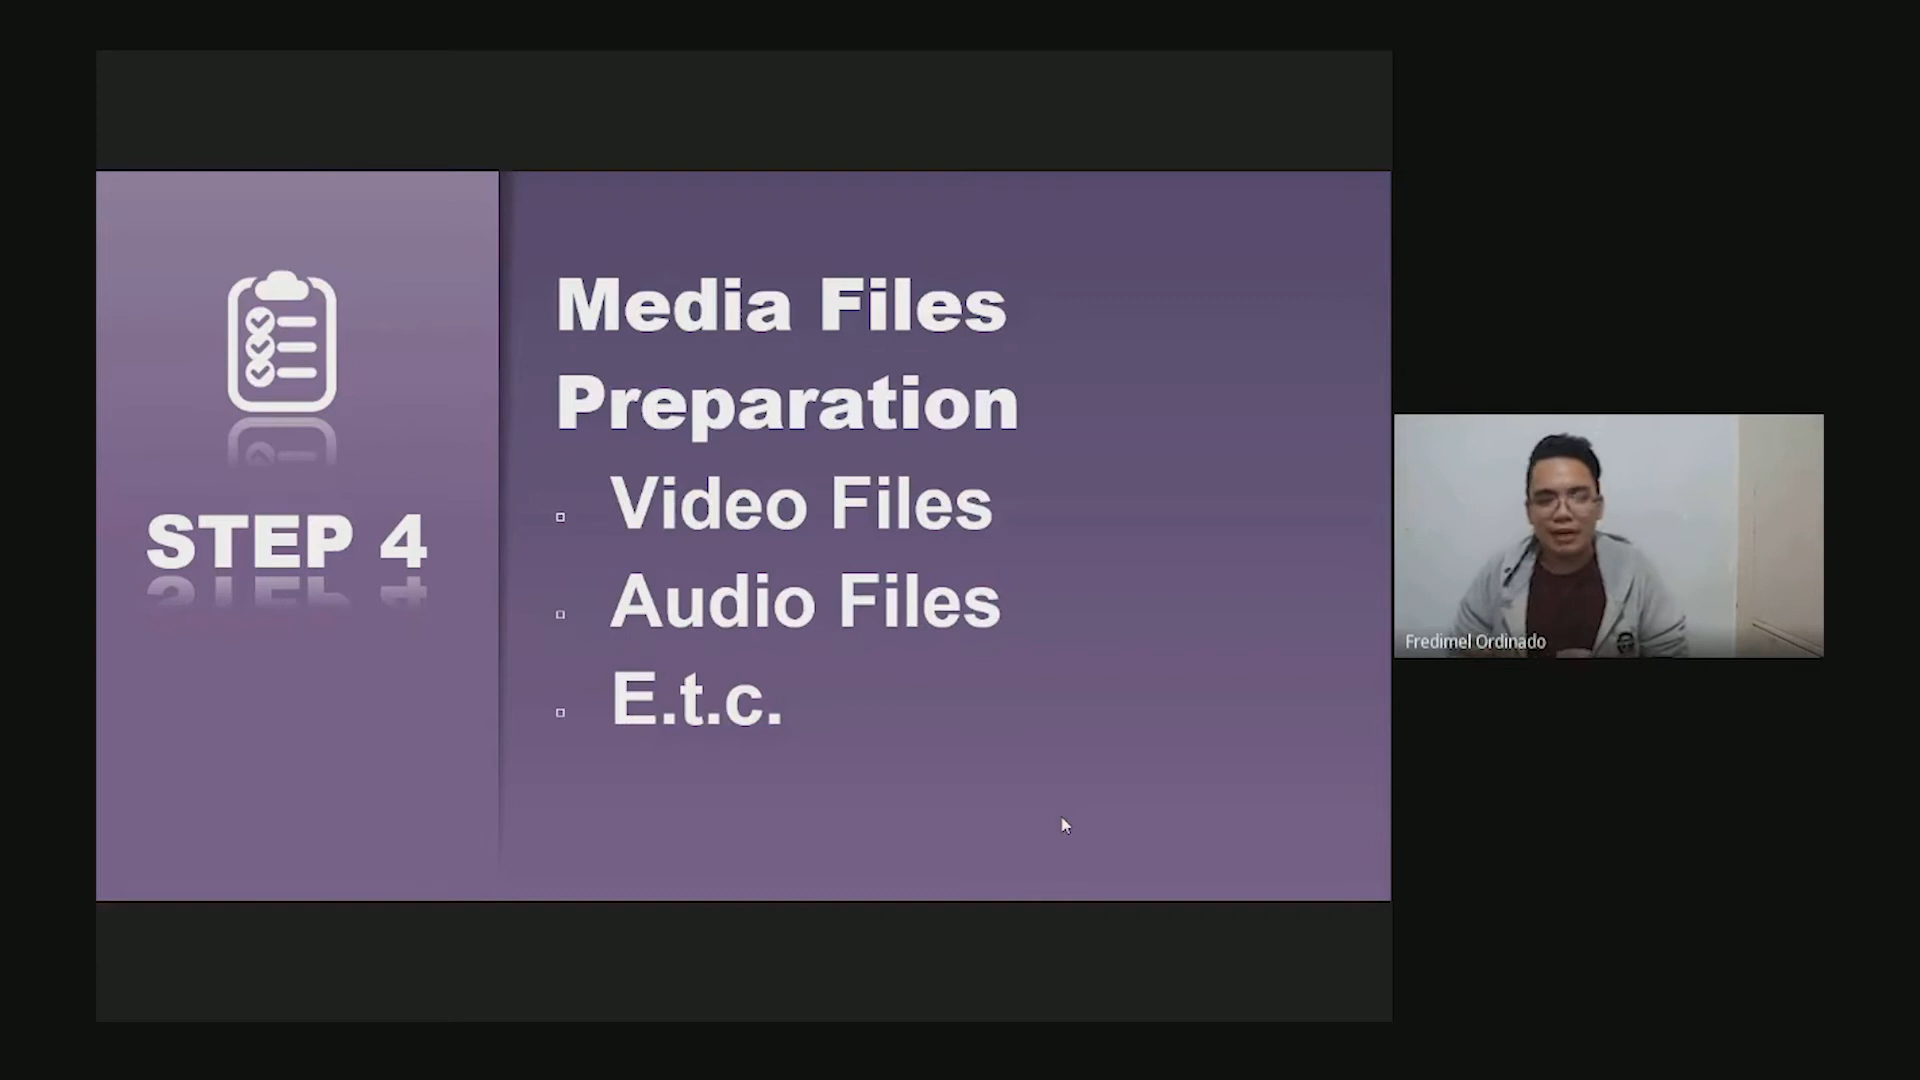 STEP 4
Media Files
Preparation
Video Files
Audio Files
E.t.c.
Fredimel Ordinado